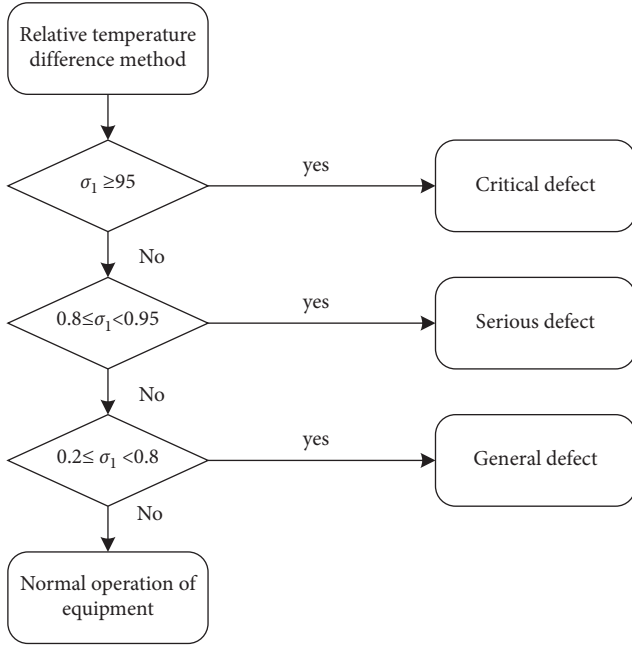 Relative temperature
difference method
σ₁ ≥95
yes
Critical defect
No
0.8≤σ₁<0.95
yes
Serious defect
No
0.2≤ σ₁ <0.8
yes
General defect
No
Normal operation of
equipment